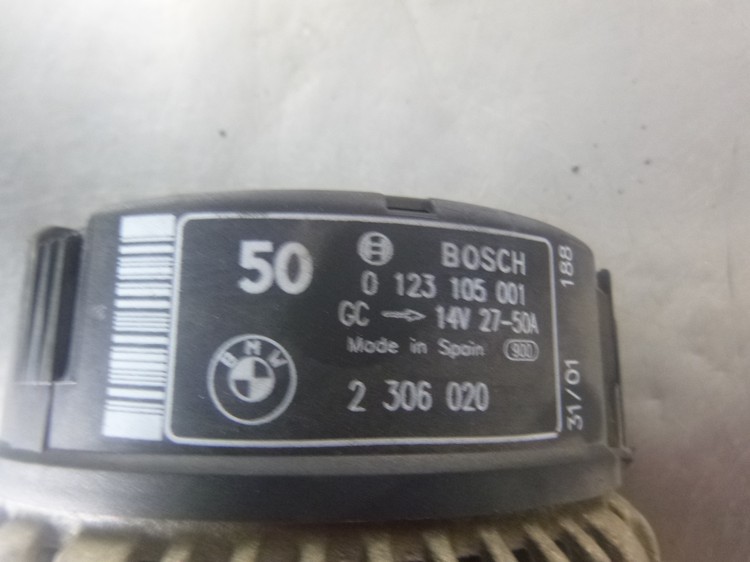 50
BOSCH
0 123 105 001
GC → 14V 27-50A
Made in Spain 900
BMW
2 306 020
188
31/01